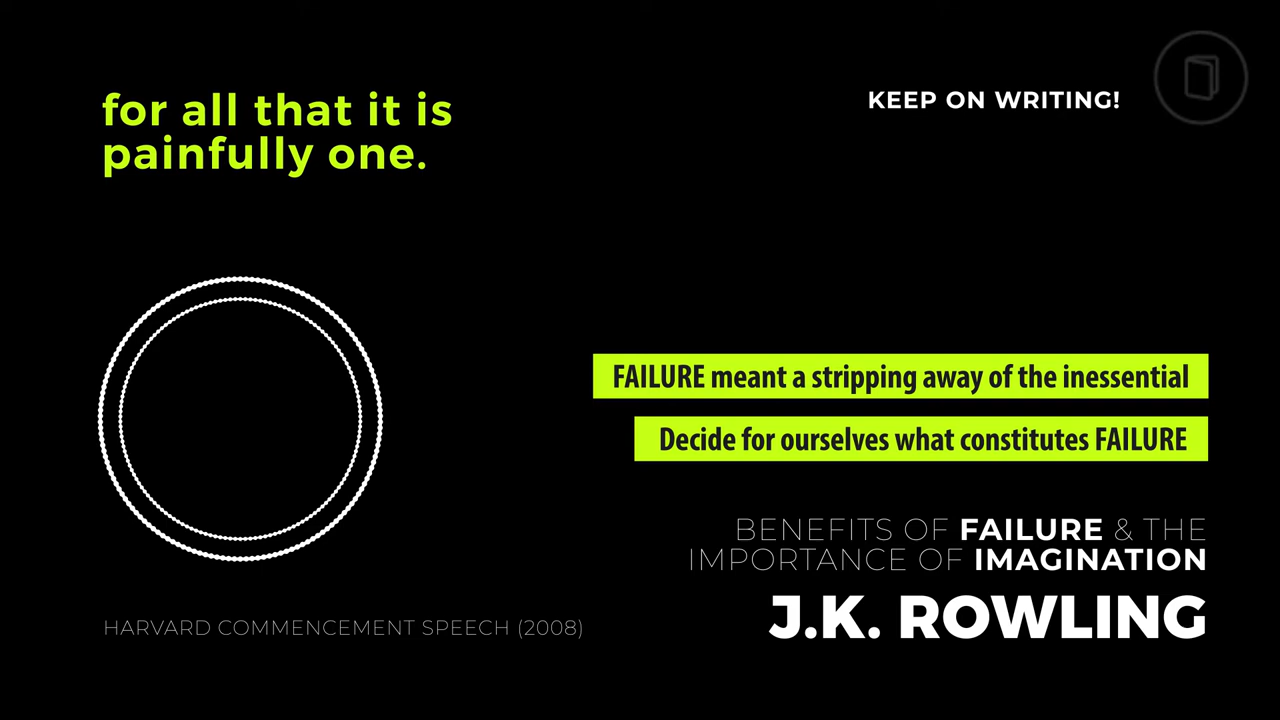 for all that it is
painfully one.
KEEP ON WRITING!
FAILURE meant a stripping away of the inessential
Decide for ourselves what constitutes FAILURE
BENEFITS OF FAILURE & THE
IMPORTANCE OF IMAGINATION
J.K. ROWLING
HARVARD COMMENCEMENT SPEECH (2008)